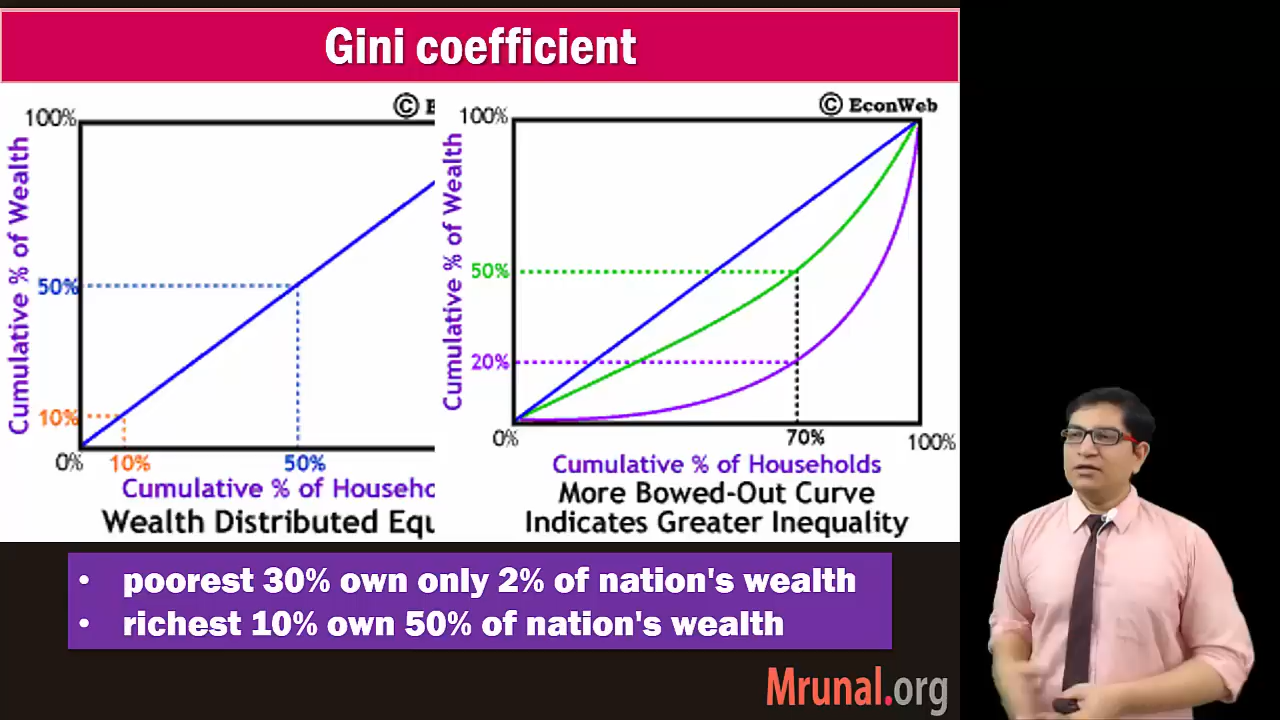 Gini coefficient
© E
100%
Cumulative % of Wealth
50%
10%
0%
10%
50%
Cumulative % of Househo
Wealth Distributed Equ
© EconWeb
100%
Cumulative % of Wealth
50%
20%
0%
70%
100%
Cumulative % of Households
More Bowed-Out Curve
Indicates Greater Inequality
• poorest 30% own only 2% of nation's wealth
• richest 10% own 50% of nation's wealth
Mrunal.org